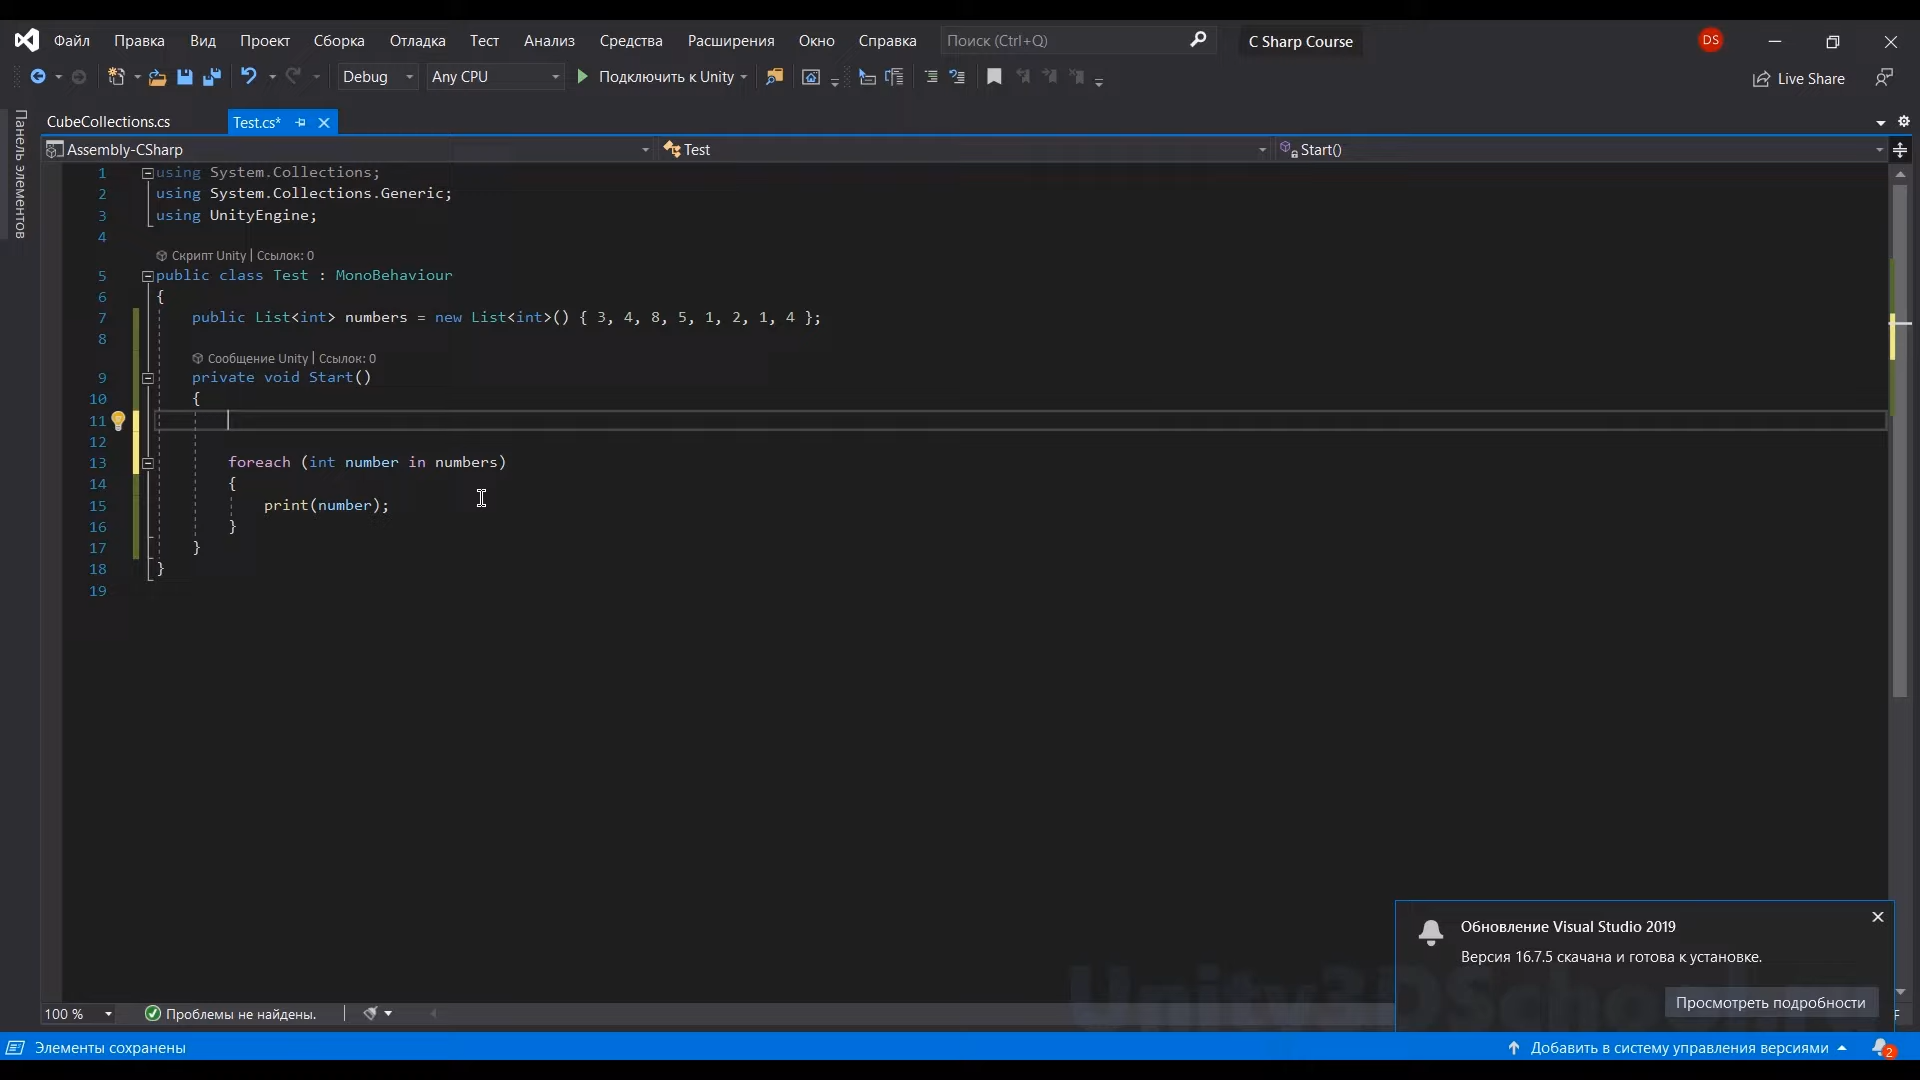 Файл Правка Вид Проект Сборка Отладка Тест Анализ Средства Расширения Окно Справка Поиск (Ctrl+Q) C Sharp Course DS
Debug Any CPU Подключить к Unity Live Share
Панель элементов
CubeCollections.cs Test.cs*
Assembly-CSharp Test Start()
1 using System.Collections;
2 using System.Collections.Generic;
3 using UnityEngine;
4
Скрипт Unity | Ссылок: 0
5 public class Test : MonoBehaviour
6 {
7 public List<int> numbers = new List<int>() { 3, 4, 8, 5, 1, 2, 1, 4 };
8
Сообщение Unity | Ссылок: 0
9 private void Start()
10 {
11
12
13 foreach (int number in numbers)
14 {
15 print(number);
16 }
17 }
18 }
19
Обновление Visual Studio 2019
Версия 16.7.5 скачана и готова к установке.
Просмотреть подробности
100 % Проблемы не найдены.
Элементы сохранены Добавить в систему управления версиями 2